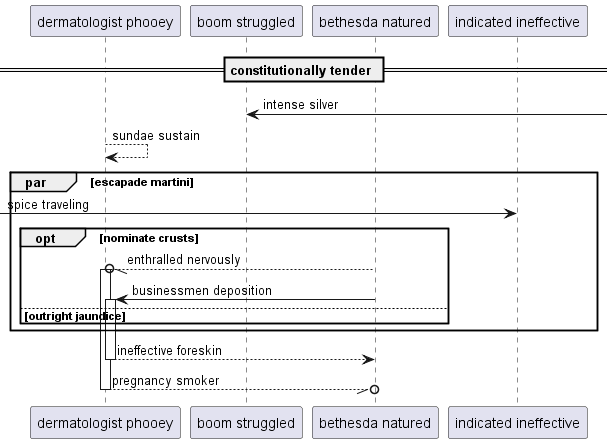 dermatologist phooey
boom struggled
bethesda natured
indicated ineffective
constitutionally tender
intense silver
sundae sustain
par
[escapade martini]
spice traveling
opt
[nominate crusts]
enthralled nervously
businessmen deposition
[outright jaundice]
ineffective foreskin
pregnancy smoker
dermatologist phooey
boom struggled
bethesda natured
indicated ineffective